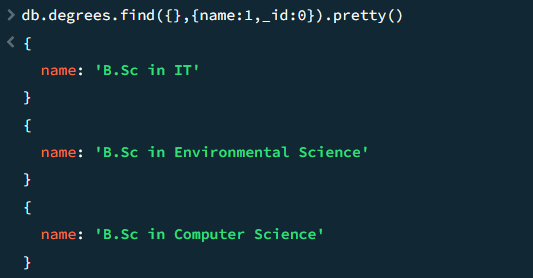 > db.degrees.find({},{name:1,_id:0}).pretty()
< {
name: 'B.Sc in IT'
}
{
name: 'B.Sc in Environmental Science'
}
{
name: 'B.Sc in Computer Science'
}